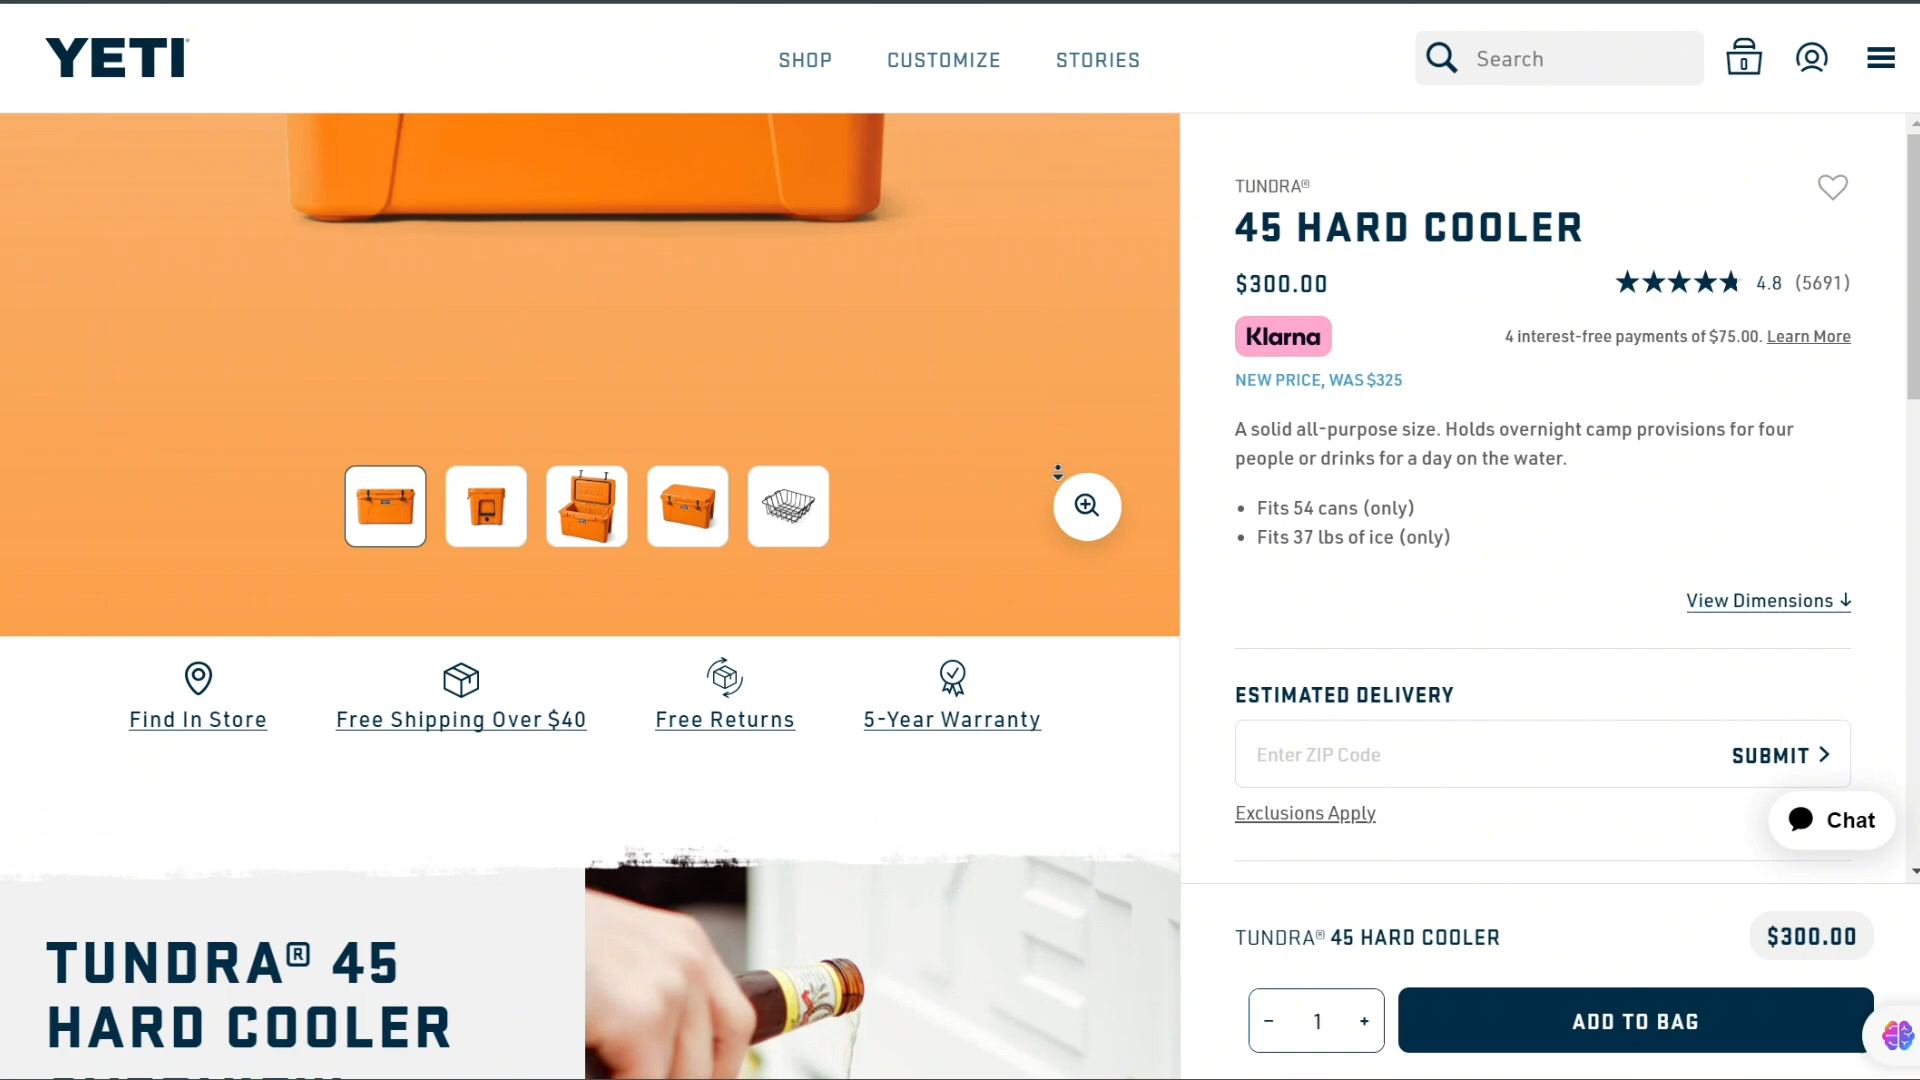 YETI
SHOP
CUSTOMIZE
STORIES
Search
0
TUNDRA®
45 HARD COOLER
$300.00
4.8 (5691)
Klarna
4 interest-free payments of $75.00. Learn More
NEW PRICE, WAS $325
A solid all-purpose size. Holds overnight camp provisions for four
people or drinks for a day on the water.
• Fits 54 cans (only)
• Fits 37 lbs of ice (only)
View Dimensions ↓
Find In Store
Free Shipping Over $40
Free Returns
5-Year Warranty
ESTIMATED DELIVERY
Enter ZIP Code
SUBMIT >
Exclusions Apply
Chat
TUNDRA® 45
HARD COOLER
TUNDRA® 45 HARD COOLER
$300.00
− 1 +
ADD TO BAG